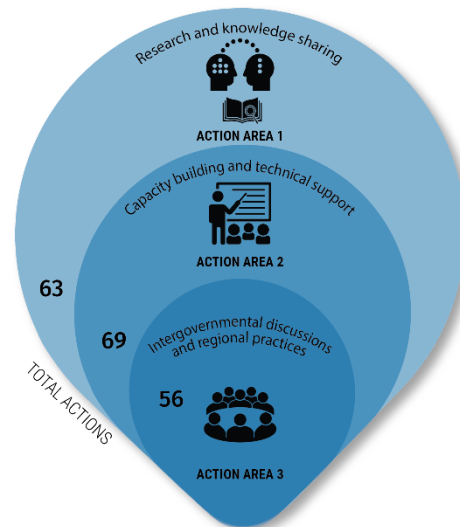 Research and knowledge sharing
ACTION AREA 1
Capacity building and technical support
ACTION AREA 2
63
Intergovernmental discussions
and regional practices
69
56
TOTAL ACTIONS
ACTION AREA 3